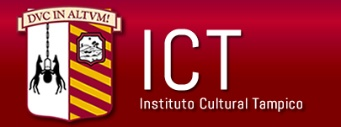 DVC IN ALTVM!
ICT
Instituto Cultural Tampico